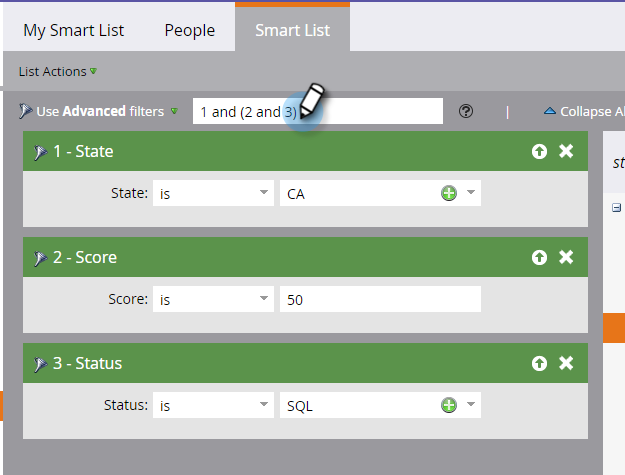 My Smart List People Smart List
List Actions
Use Advanced filters 1 and (2 and 3) ? | Collapse Al
1 - State
st
State: is CA
2 - Score
Score: is 50
3 - Status
Status: is SQL